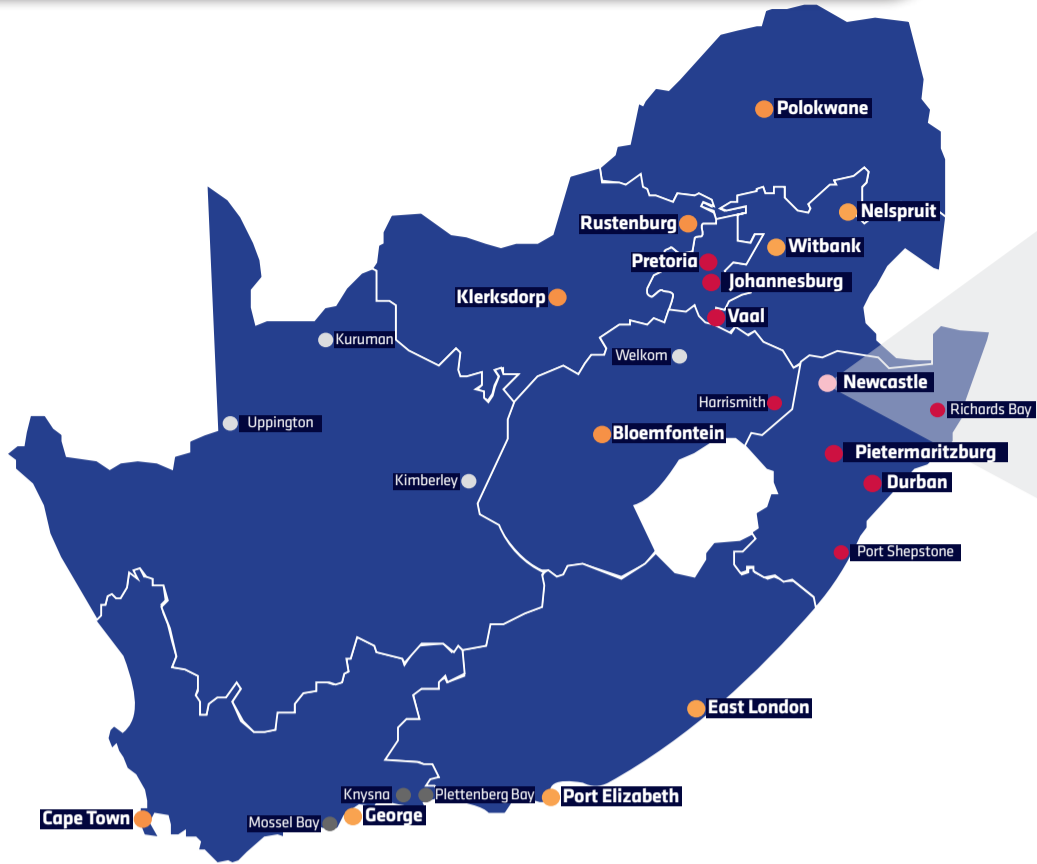 Polokwane
Nelspruit
Rustenburg
Witbank
Pretoria
Johannesburg
Klerksdorp
Vaal
Kuruman
Welkom
Newcastle
Harrismith
Richards Bay
Uppington
Bloemfontein
Pietermaritzburg
Kimberley
Durban
Port Shepstone
East London
Knysna
Plettenberg Bay
Port Elizabeth
Cape Town
Mossel Bay
George